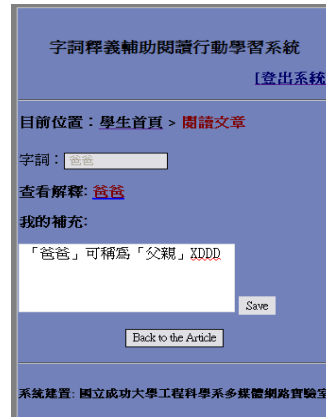 字詞釋義輔助閱讀行動學習系統
[登出系統
目前位置：學生首頁 > 閱讀文章
字詞：爸爸
查看解釋: 爸爸
我的補充:
「爸爸」可稱為「父親」XDDD
Save
Back to the Article
系統建置: 國立成功大學工程科學系多媒體網路實驗室